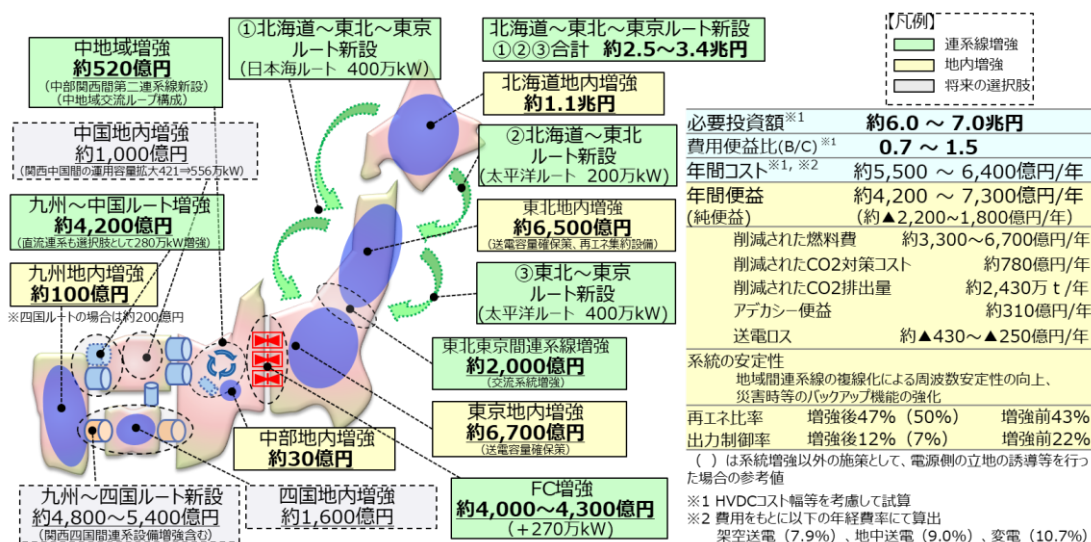 中地域増強
約520億円
(中部関西間第二連系線新設)
(中地域交流ループ構成)
①北海道～東北～東京
ルート新設
(日本海ルート 400万kW)
北海道～東北～東京ルート新設
①②③合計 約2.5～3.4兆円
北海道地内増強
約1.1兆円
中国地内増強
約1,000億円
(関西中国間の運用容量拡大421⇒556万kW)
②北海道～東北
ルート新設
(太平洋ルート 200万kW)
九州～中国ルート増強
約4,200億円
(直流連系も選択肢として280万kW増強)
東北地内増強
約6,500億円
(送電容量確保策、再エネ集約設備)
九州地内増強
約100億円
※四国ルートの場合は約200億円
③東北～東京
ルート新設
(太平洋ルート 400万kW)
東北東京間連系線増強
約2,000億円
(交流系統増強)
東京地内増強
約6,700億円
(送電容量確保策)
中部地内増強
約30億円
九州～四国ルート新設
約4,800～5,400億円
(関西四国間連系設備増強含む)
四国地内増強
約1,600億円
FC増強
約4,000～4,300億円
(+270万kW)
【凡例】
連系線増強
地内増強
将来の選択肢
必要投資額※1 約6.0 ～ 7.0兆円
費用便益比(B/C) ※1 0.7 ～ 1.5
年間コスト※1, ※2 約5,500 ～ 6,400億円/年
年間便益 約4,200 ～ 7,300億円/年
(純便益) (約▲2,200~1,800億円/年)
削減された燃料費 約3,300～6,700億円/年
削減されたCO2対策コスト 約780億円/年
削減されたCO2排出量 約2,430万ｔ/年
アデカシー便益 約310億円/年
送電ロス 約▲430～▲250億円/年
系統の安定性
地域間連系線の複線化による周波数安定性の向上、
災害時等のバックアップ機能の強化
再エネ比率 増強後47%（50%） 増強前43%
出力制御率 増強後12%（7%） 増強前22%
（ ）は系統増強以外の施策として、電源側の立地の誘導等を行っ
た場合の参考値
※1 HVDCコスト幅等を考慮して試算
※2 費用をもとに以下の年経費率にて算出
架空送電（7.9%）、地中送電（9.0%）、変電（10.7%）